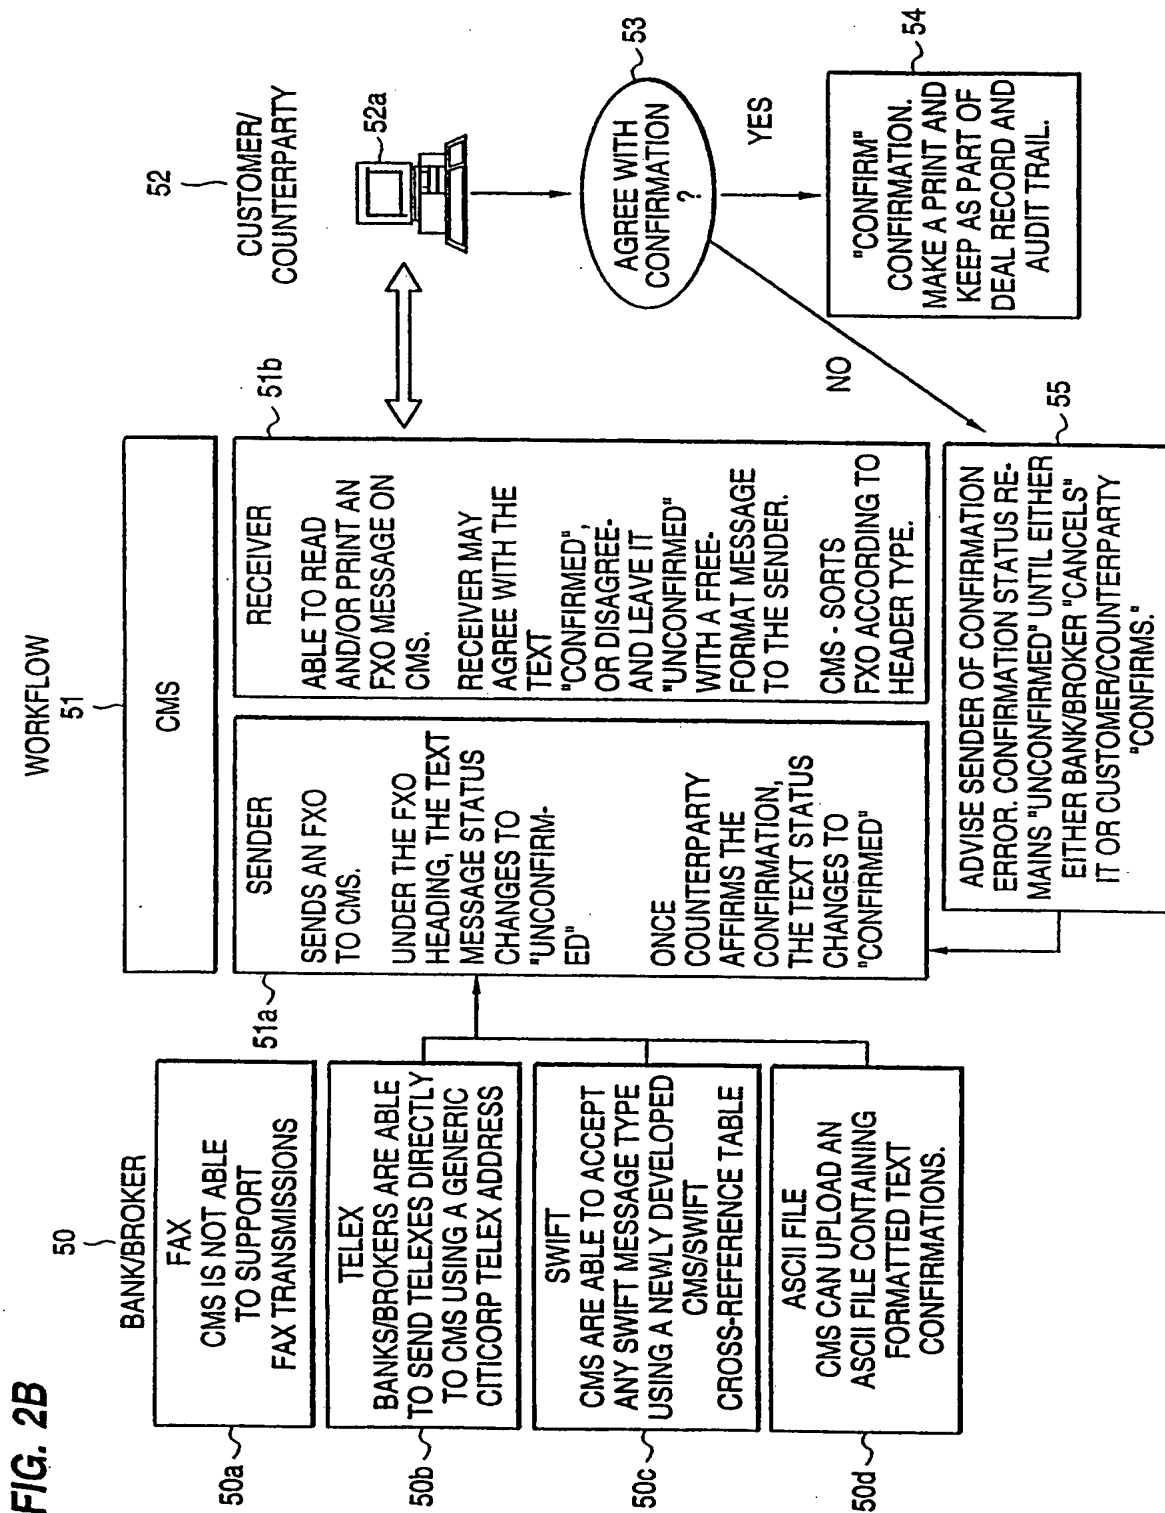 FIG. 2B
WORKFLOW
50
BANK/BROKER
50a
FAX
CMS IS NOT ABLE
TO SUPPORT
FAX TRANSMISSIONS
50b
TELEX
BANKS/BROKERS ARE ABLE
TO SEND TELEXES DIRECTLY
TO CMS USING A GENERIC
CITICORP TELEX ADDRESS
50c
SWIFT
CMS ARE ABLE TO ACCEPT
ANY SWIFT MESSAGE TYPE
USING A NEWLY DEVELOPED
CMS/SWIFT
CROSS-REFERENCE TABLE
50d
ASCII FILE
CMS CAN UPLOAD AN
ASCII FILE CONTAINING
FORMATTED TEXT
CONFIRMATIONS.
51
CMS
51a
SENDER
SENDS AN FXO
TO CMS.
UNDER THE FXO
HEADING, THE TEXT
MESSAGE STATUS
CHANGES TO
"UNCONFIRM-
ED"
ONCE
COUNTERPARTY
AFFIRMS THE
CONFIRMATION,
THE TEXT STATUS
CHANGES TO
"CONFIRMED"
51b
RECEIVER
ABLE TO READ
AND/OR PRINT AN
FXO MESSAGE ON
CMS.
RECEIVER MAY
AGREE WITH THE
TEXT
"CONFIRMED",
OR DISAGREE-
AND LEAVE IT
"UNCONFIRMED"
WITH A FREE-
FORMAT MESSAGE
TO THE SENDER.
CMS - SORTS
FXO ACCORDING TO
HEADER TYPE.
52
CUSTOMER/
COUNTERPARTY
52a
53
AGREE WITH
CONFIRMATION
?
YES
NO
54
"CONFIRM"
CONFIRMATION.
MAKE A PRINT AND
KEEP AS PART OF
DEAL RECORD AND
AUDIT TRAIL.
55
ADVISE SENDER OF CONFIRMATION
ERROR. CONFIRMATION STATUS RE-
MAINS "UNCONFIRMED" UNTIL EITHER
EITHER BANK/BROKER "CANCELS"
IT OR CUSTOMER/COUNTERPARTY
"CONFIRMS."